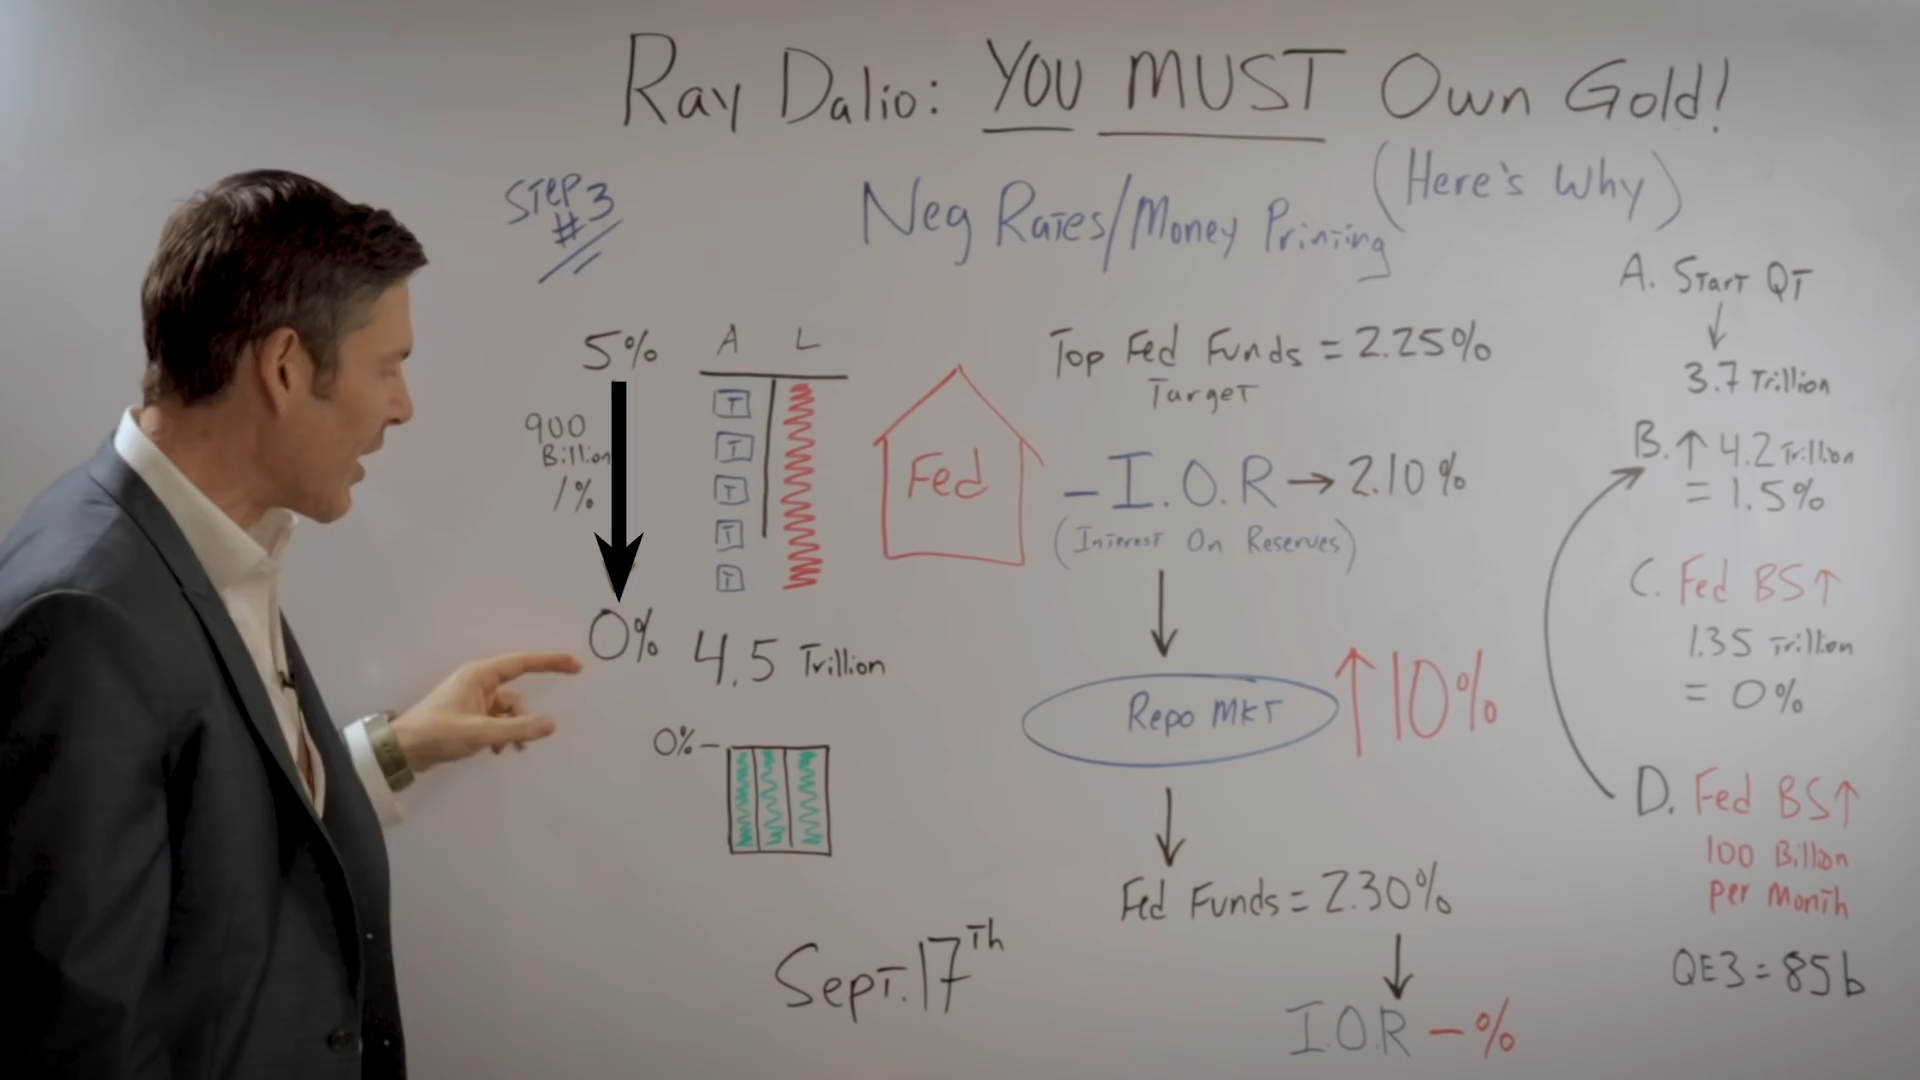 Ray Dalio: YOU MUST Own Gold!
(Here's Why)
STEP #3
Neg Rates/Money Printing
5%
900
Billion
/%
0%
A L
T
T
T
T
T
4.5 Trillion
0%-
Fed
Top Fed Funds = 2.25%
Target
- I.O.R → 2.10%
(Interest On Reserves)
Repo MKT
↑10%
Fed Funds = 2.30%
I.O.R - %
Sept. 17th
A. Start QT
↓
3.7 Trillion
B. ↑ 4.2 Trillion
= 1.5%
C. Fed BS↑
1.35 Trillion
= 0%
D. Fed BS↑
100 Billion
per Month
QE3 = 85b